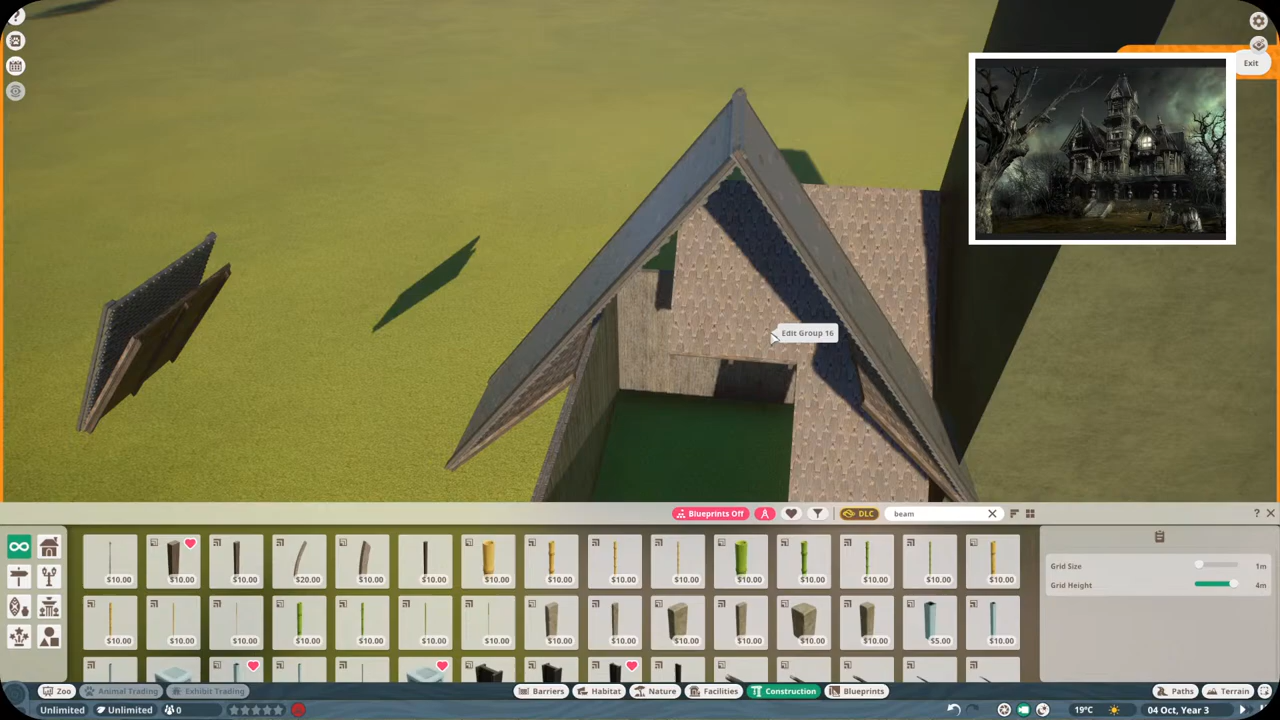 ?
Exit
Edit Group 16
Blueprints Off
DLC
beam
?
$10.00 $10.00 $10.00 $20.00 $10.00 $10.00 $10.00 $10.00 $10.00 $10.00 $10.00 $10.00 $10.00 $10.00 $10.00
Grid Size 1m
Grid Height 4m
$10.00 $10.00 $10.00 $10.00 $10.00 $10.00 $10.00 $10.00 $10.00 $10.00 $10.00 $10.00 $10.00 $5.00 $10.00
Zoo Animal Trading Exhibit Trading Barriers Habitat Nature Facilities Construction Blueprints Paths Terrain
Unlimited Unlimited 0 19°C 04 Oct, Year 3